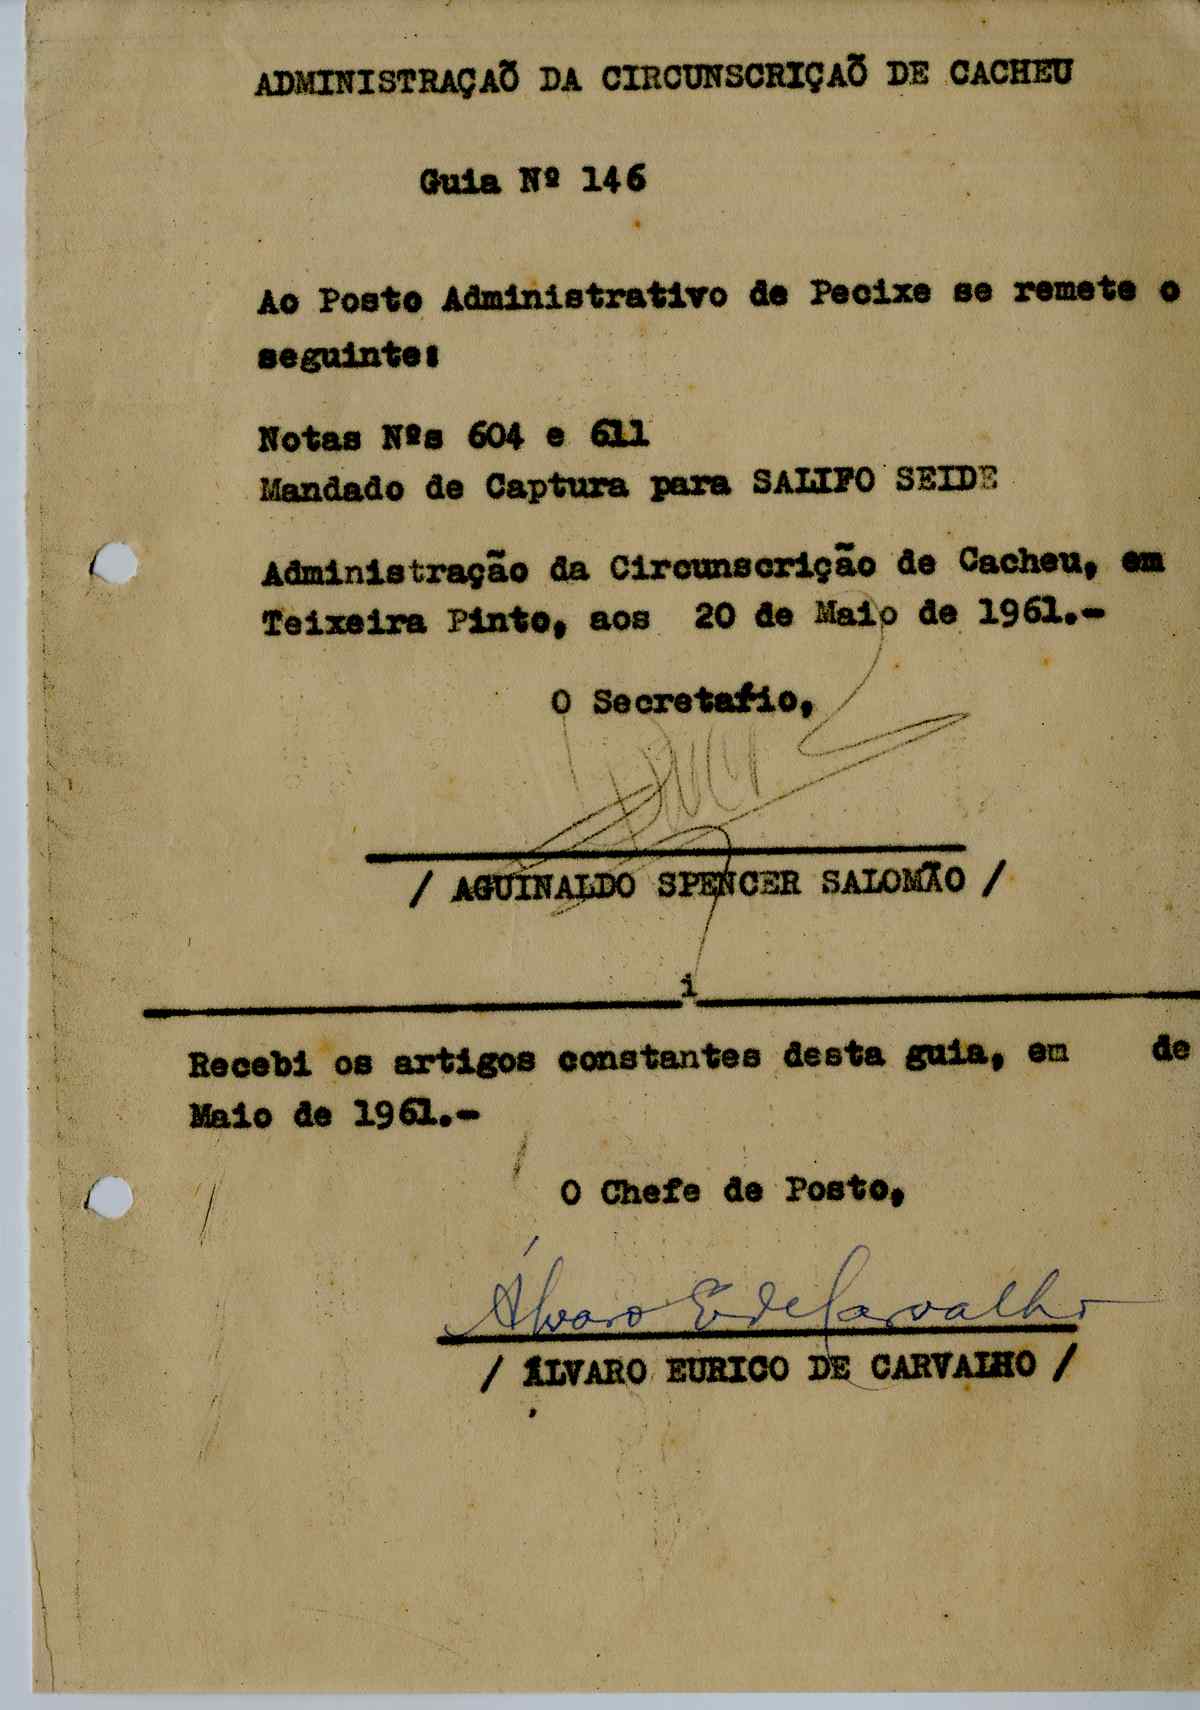 ADMINISTRAÇAÕ DA CIRCUNSCRIÇAÕ DE CACHEU
Guia Nº 146
Ao Posto Administrativo de Pecixe se remete o
seguinte:
Notas Nºs 604 e 611
Mandado de Captura para SALIFO SEIDE
Administração da Circunscrição de Cacheu, em
Teixeira Pinto, aos 20 de Maio de 1961.-
O Secretario,
/ AGUINALDO SPENCER SALOMÃO /
i
Recebi os artigos constantes desta guia, em de
Maio de 1961.-
O Chefe de Posto,
Álvaro E. de Carvalho
/ ÁLVARO EURICO DE CARVALHO /